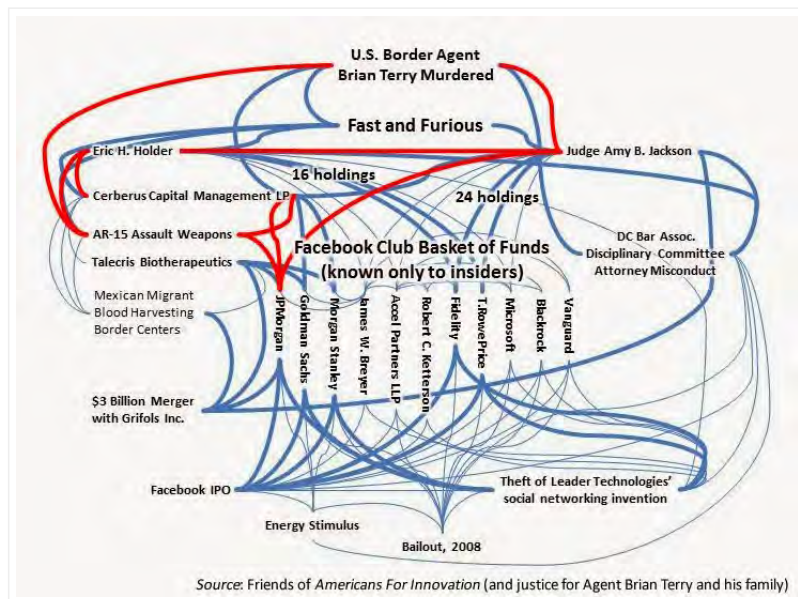 U.S. Border Agent
Brian Terry Murdered
Fast and Furious
Eric H. Holder
Judge Amy B. Jackson
16 holdings
Cerberus Capital Management LP
24 holdings
AR-15 Assault Weapons
DC Bar Assoc.
Disciplinary Committee
Attorney Misconduct
Facebook Club Basket of Funds
(known only to insiders)
Talecris Biotherapeutics
Mexican Migrant
Blood Harvesting
Border Centers
JPMorgan
Goldman Sachs
Morgan Stanley
James W. Breyer
Accel Partners LLP
Robert C. Ketterson
Fidelity
T.RowePrice
Microsoft
Blackrock
Vanguard
$3 Billion Merger
with Grifols Inc.
Facebook IPO
Theft of Leader Technologies’
social networking invention
Energy Stimulus
Bailout, 2008
Source: Friends of Americans For Innovation (and justice for Agent Brian Terry and his family)